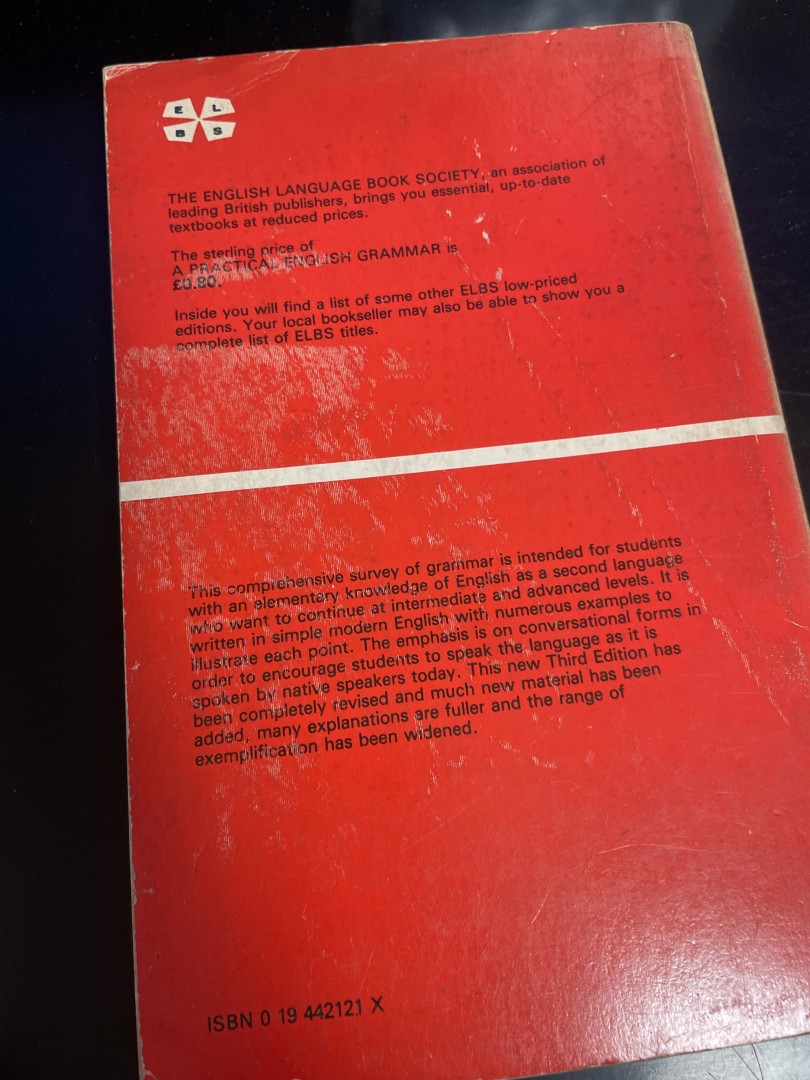 E L
B S
THE ENGLISH LANGUAGE BOOK SOCIETY, an association of
leading British publishers, brings you essential, up-to-date
textbooks at reduced prices.
The sterling price of
A PRACTICAL ENGLISH GRAMMAR is
£0.80.
Inside you will find a list of some other ELBS low-priced
editions. Your local bookseller may also be able to show you a
complete list of ELBS titles.
This comprehensive survey of grammar is intended for students
with an elementary knowledge of English as a second language
who want to continue at intermediate and advanced levels. It is
written in simple modern English with numerous examples to
illustrate each point. The emphasis is on conversational forms in
order to encourage students to speak the language as it is
spoken by native speakers today. This new Third Edition has
been completely revised and much new material has been
added, many explanations are fuller and the range of
exemplification has been widened.
ISBN 0 19 442121 X